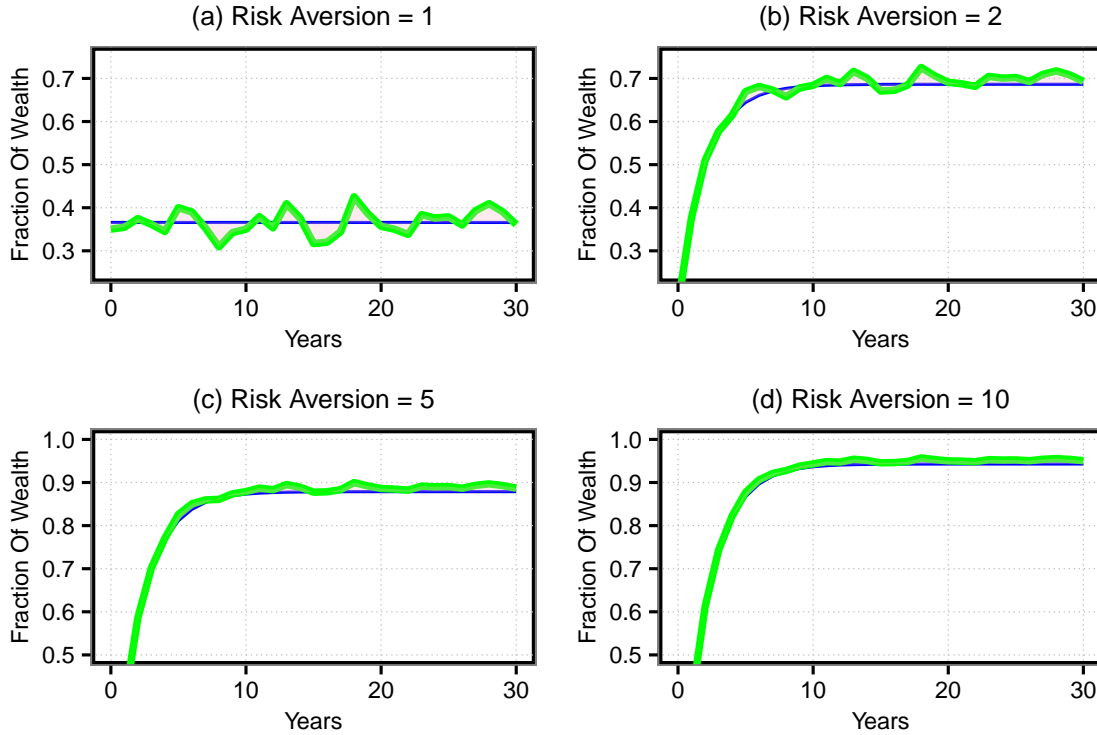 (a) Risk Aversion = 1
Fraction Of Wealth
0.7
0.6
0.5
0.4
0.3
0 10 20 30
Years
(b) Risk Aversion = 2
Fraction Of Wealth
0.7
0.6
0.5
0.4
0.3
0 10 20 30
Years
(c) Risk Aversion = 5
Fraction Of Wealth
1.0
0.9
0.8
0.7
0.6
0.5
0 10 20 30
Years
(d) Risk Aversion = 10
Fraction Of Wealth
1.0
0.9
0.8
0.7
0.6
0.5
0 10 20 30
Years